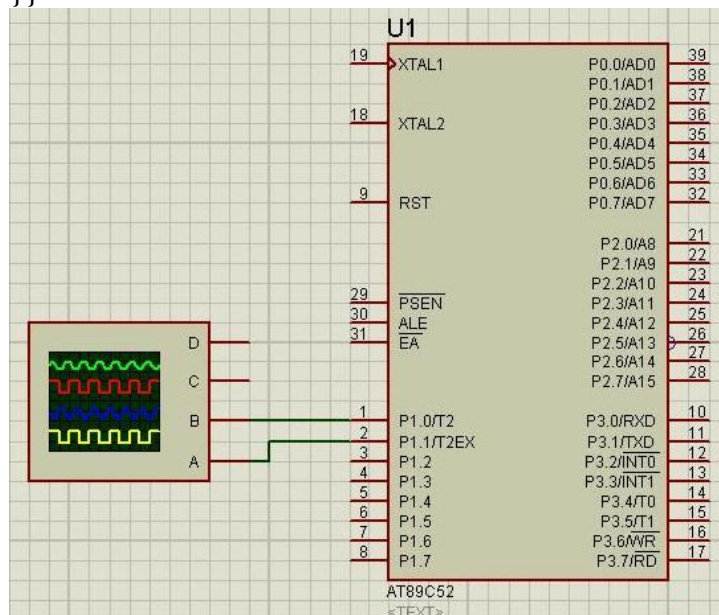 }}
U1
19 XTAL1 P0.0/AD0 39
P0.1/AD1 38
P0.2/AD2 37
18 XTAL2 P0.3/AD3 36
P0.4/AD4 35
P0.5/AD5 34
P0.6/AD6 33
9 RST P0.7/AD7 32
P2.0/A8 21
P2.1/A9 22
P2.2/A10 23
29 PSEN P2.3/A11 24
30 ALE P2.4/A12 25
31 EA P2.5/A13 26
P2.6/A14 27
P2.7/A15 28
D
C
B 1 P1.0/T2 P3.0/RXD 10
2 P1.1/T2EX P3.1/TXD 11
A 3 P1.2 P3.2/INT0 12
4 P1.3 P3.3/INT1 13
5 P1.4 P3.4/T0 14
6 P1.5 P3.5/T1 15
7 P1.6 P3.6/WR 16
8 P1.7 P3.7/RD 17
AT89C52
<TEXT>